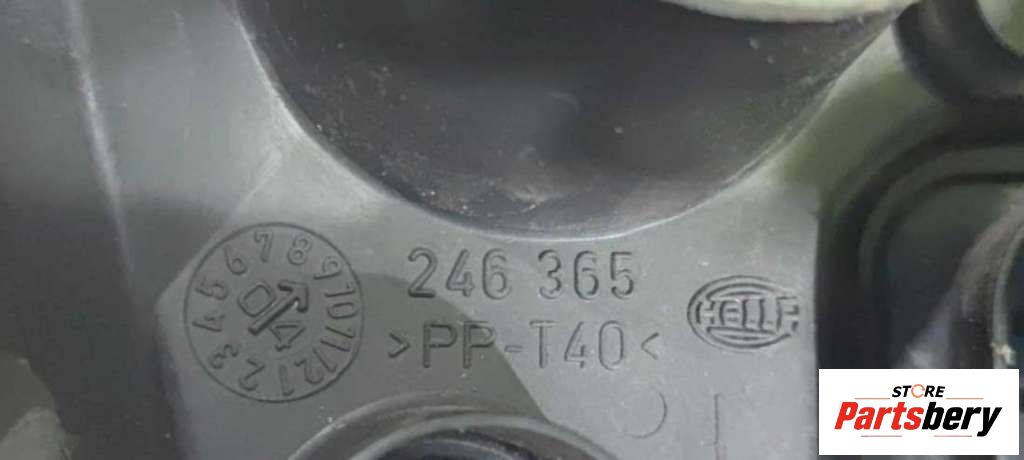 246 365
>PP-T40<
HELLA
1 2 3 4 5 6 7 8 9 10 11 12
04
STORE
Partsbery